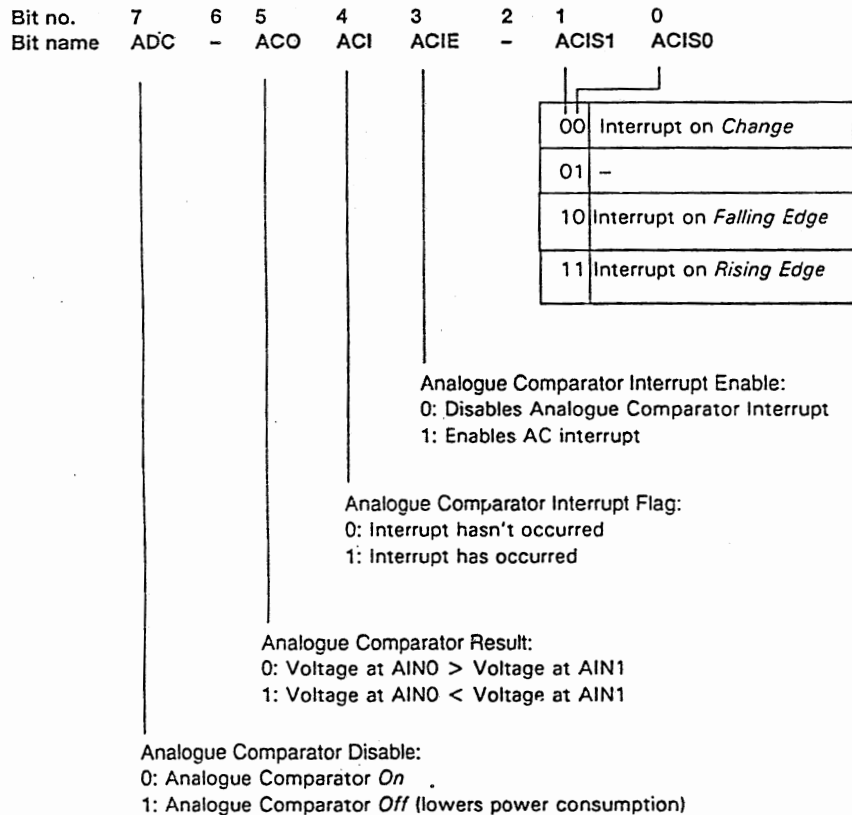 Bit no. 7 6 5 4 3 2 1 0
Bit name ADC – ACO ACI ACIE – ACIS1 ACIS0
00 Interrupt on Change
01 –
10 Interrupt on Falling Edge
11 Interrupt on Rising Edge
Analogue Comparator Interrupt Enable:
0: Disables Analogue Comparator Interrupt
1: Enables AC interrupt
Analogue Comparator Interrupt Flag:
0: Interrupt hasn't occurred
1: Interrupt has occurred
Analogue Comparator Result:
0: Voltage at AIN0 > Voltage at AIN1
1: Voltage at AIN0 < Voltage at AIN1
Analogue Comparator Disable:
0: Analogue Comparator On
1: Analogue Comparator Off (lowers power consumption)